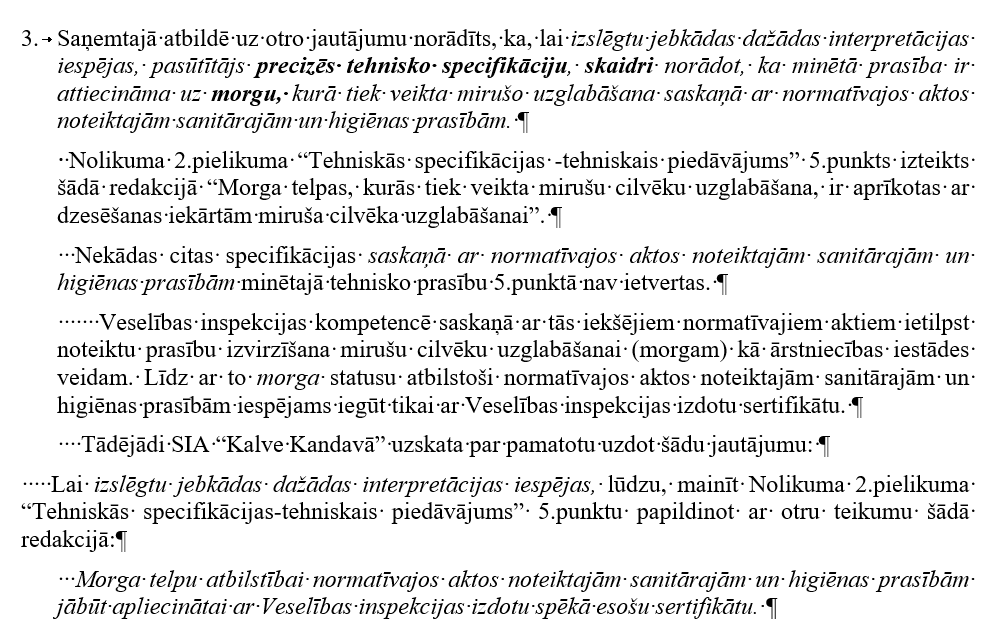 3. Saņemtajā atbildē uz otro jautājumu norādīts, ka, lai izslēgtu jebkādas dažādas interpretācijas
iespējas, pasūtītājs precizēs tehnisko specifikāciju, skaidri norādot, ka minētā prasība ir
attiecināma uz morgu, kurā tiek veikta mirušo uzglabāšana saskaņā ar normatīvajos aktos
noteiktajām sanitārajām un higiēnas prasībām. ¶
Nolikuma 2.pielikuma “Tehniskās specifikācijas -tehniskais piedāvājums” 5.punkts izteikts
šādā redakcijā “Morga telpas, kurās tiek veikta mirušu cilvēku uzglabāšana, ir aprīkotas ar
dzesēšanas iekārtām miruša cilvēka uzglabāšanai”. ¶
Nekādas citas specifikācijas saskaņā ar normatīvajos aktos noteiktajām sanitārajām un
higiēnas prasībām minētajā tehnisko prasību 5.punktā nav ietvertas. ¶
Veselības inspekcijas kompetencē saskaņā ar tās iekšējiem normatīvajiem aktiem ietilpst
noteiktu prasību izvirzīšana mirušu cilvēku uzglabāšanai (morgam) kā ārstniecības iestādes
veidam. Līdz ar to morga statusu atbilstoši normatīvajos aktos noteiktajām sanitārajām un
higiēnas prasībām iespējams iegūt tikai ar Veselības inspekcijas izdotu sertifikātu. ¶
Tādējādi SIA “Kalve Kandavā” uzskata par pamatotu uzdot šādu jautājumu: ¶
Lai izslēgtu jebkādas dažādas interpretācijas iespējas, lūdzu, mainīt Nolikuma 2.pielikuma
“Tehniskās specifikācijas-tehniskais piedāvājums” 5.punktu papildinot ar otru teikumu šādā
redakcijā:¶
Morga telpu atbilstībai normatīvajos aktos noteiktajām sanitārajām un higiēnas prasībām
jābūt apliecinātai ar Veselības inspekcijas izdotu spēkā esošu sertifikātu. ¶